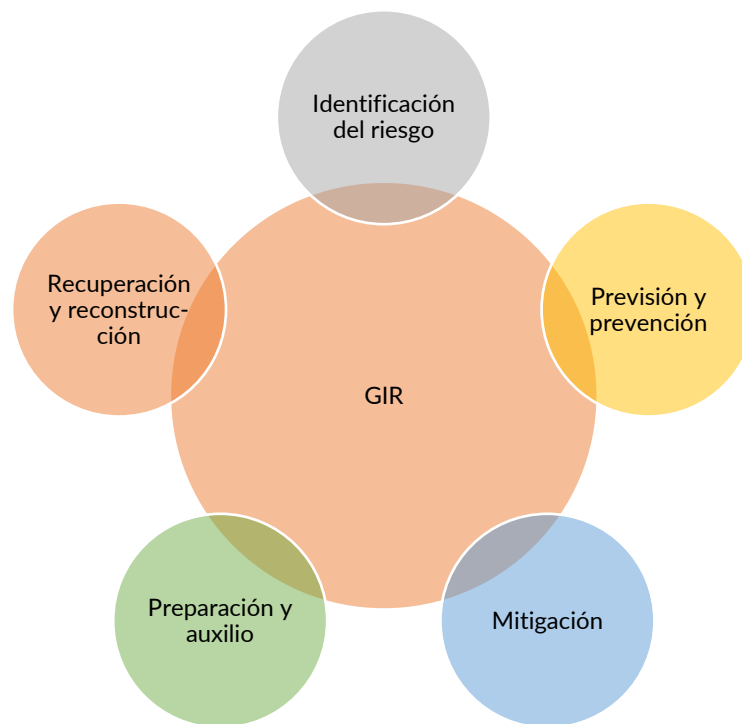 Identificación
del riesgo
Previsión y
prevención
Mitigación
Preparación y
auxilio
Recuperación
y reconstruc-
ción
GIR